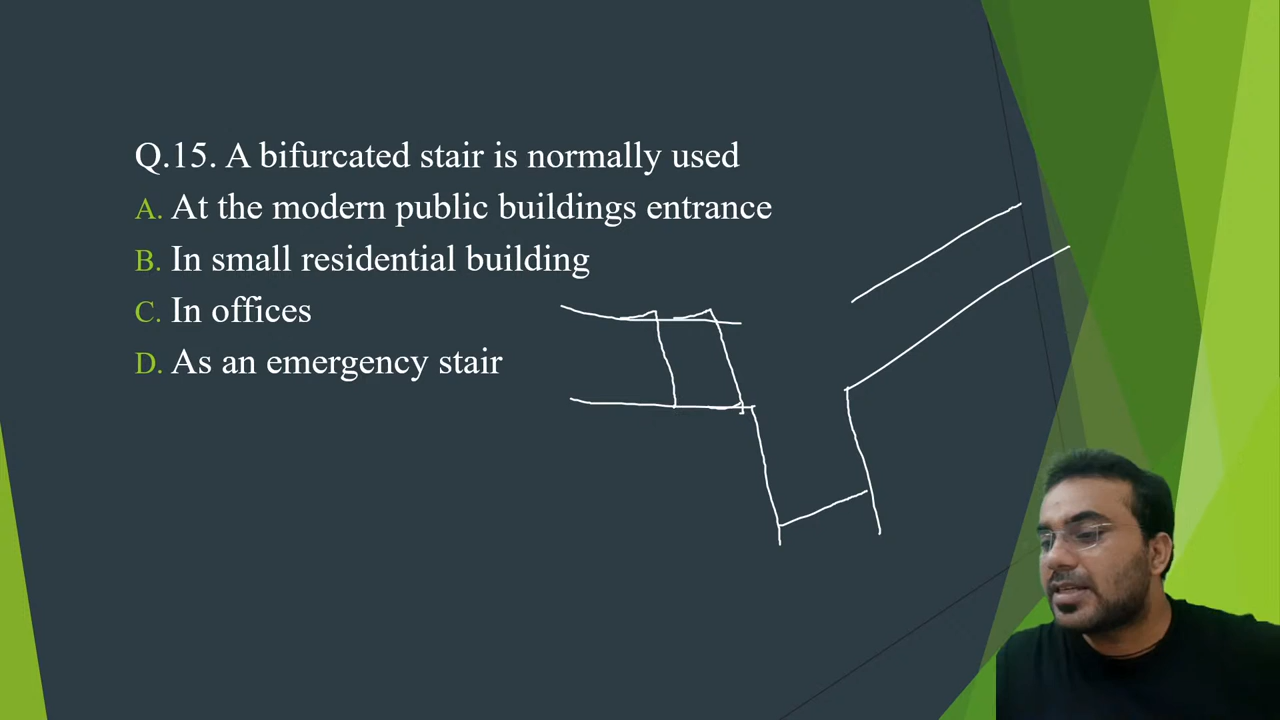 Q.15. A bifurcated stair is normally used
A. At the modern public buildings entrance
B. In small residential building
C. In offices
D. As an emergency stair